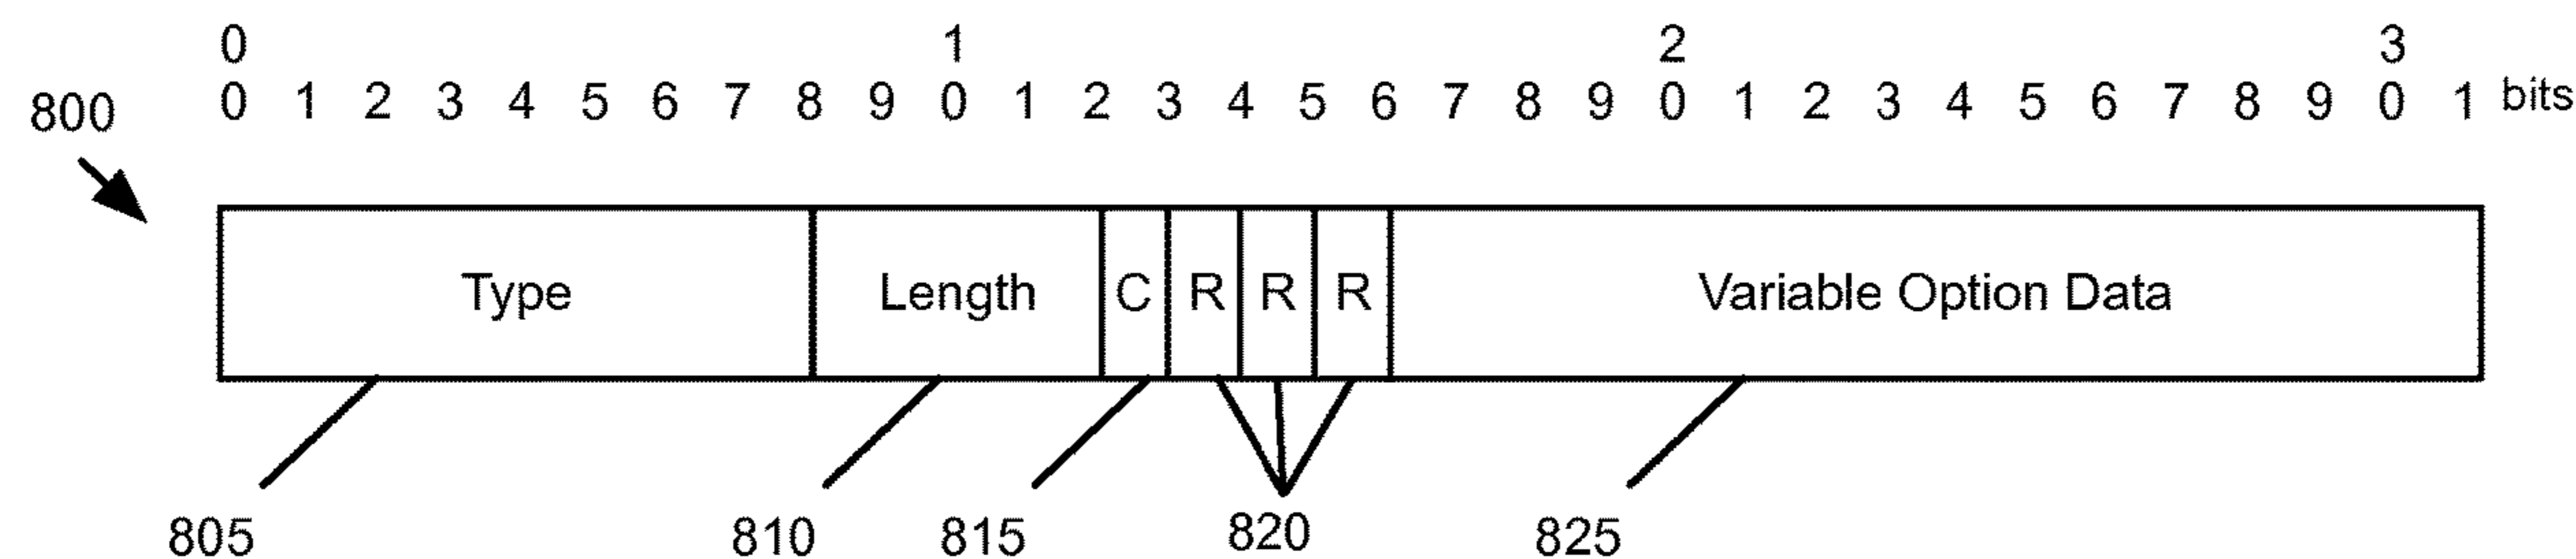 0 1 2 3
0 1 2 3 4 5 6 7 8 9 0 1 2 3 4 5 6 7 8 9 0 1 2 3 4 5 6 7 8 9 0 1 bits
800
Type Length C R R R Variable Option Data
805 810 815 820 825